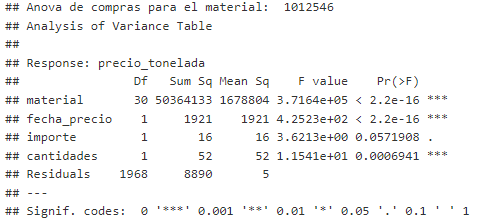 ## Anova de compras para el material:  1012546
## Analysis of Variance Table
##
## Response: precio_tonelada
##                Df   Sum Sq Mean Sq    F value    Pr(>F)
## material       30 50364133 1678804 3.7164e+05 < 2.2e-16 ***
## fecha_precio    1     1921    1921 4.2523e+02 < 2.2e-16 ***
## importe         1       16      16 3.6213e+00 0.0571908 .
## cantidades      1       52      52 1.1541e+01 0.0006941 ***
## Residuals    1968     8890       5
## ---
## Signif. codes:  0 '***' 0.001 '**' 0.01 '*' 0.05 '.' 0.1 ' ' 1